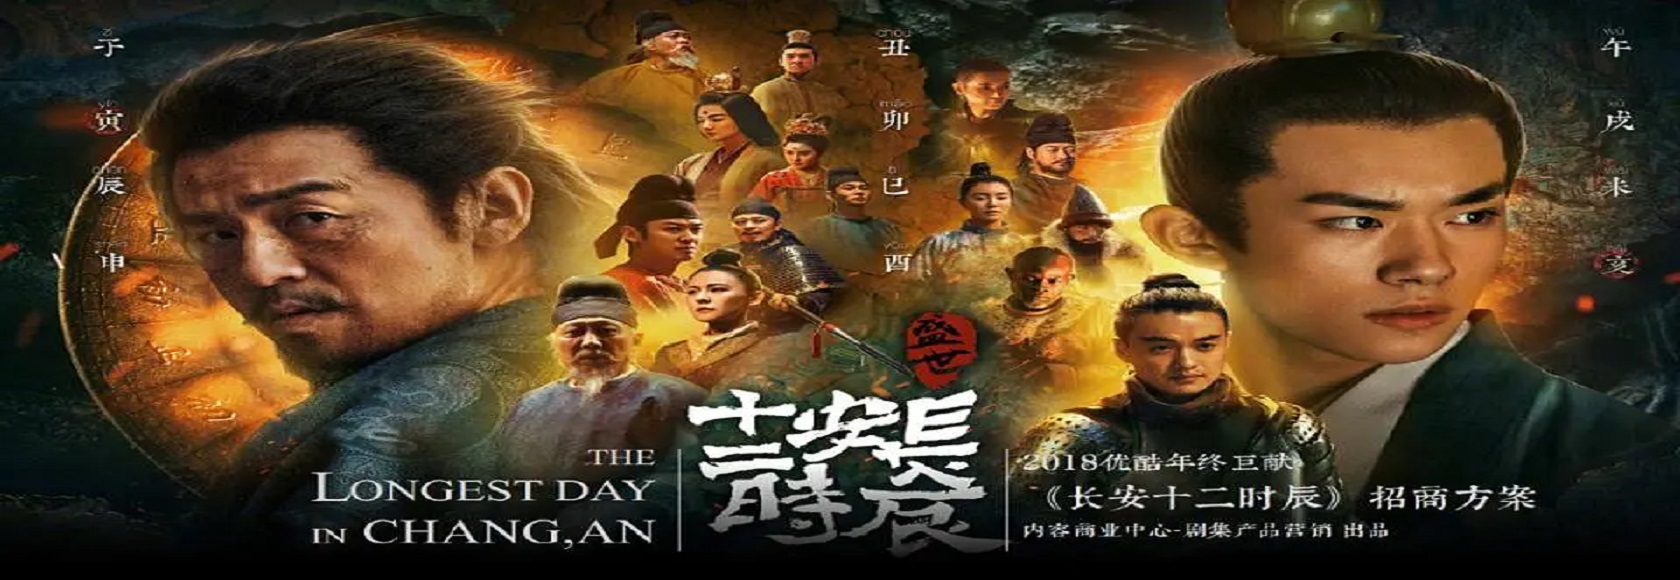 子
寅
辰
申
丑
卯
巳
酉
午
戌
未
亥
盛世
长安
十二
时辰
THE
LONGEST DAY
IN CHANG,AN
2018优酷年终巨献
《长安十二时辰》招商方案
内容商业中心-剧集产品营销 出品